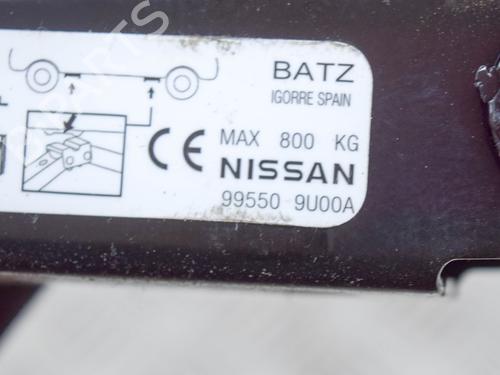 BATZ
IGORRE SPAIN
CE MAX 800 KG
NISSAN
99550 9U00A